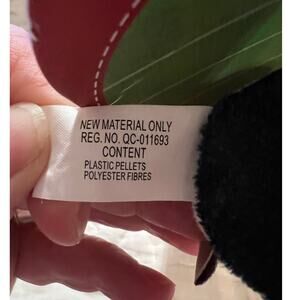 NEW MATERIAL ONLY
REG. NO. QC-011693
CONTENT
PLASTIC PELLETS
POLYESTER FIBRES